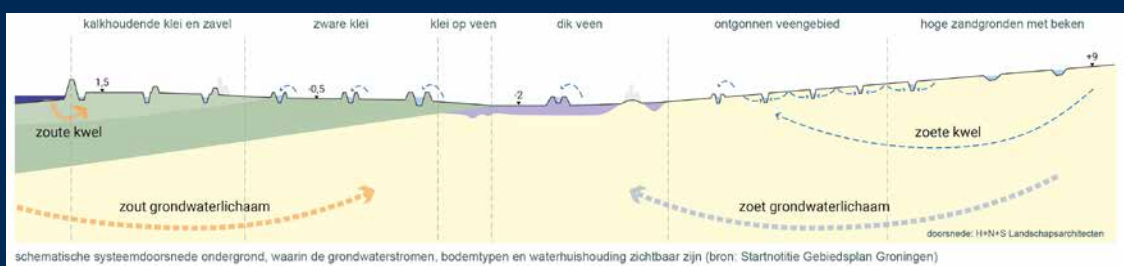 kalkhoudende klei en zavel zware klei klei op veen dik veen ontgonnen veengebied hoge zandgronden met beken
+9
1,5
-0,5
-2
zoute kwel
zoete kwel
zout grondwaterlichaam
zoet grondwaterlichaam
doorsnede: H+N+S Landschapsarchitecten
schematische systeemdoorsnede ondergrond, waarin de grondwaterstromen, bodemtypen en waterhuishouding zichtbaar zijn (bron: Startnotitie Gebiedsplan Groningen)